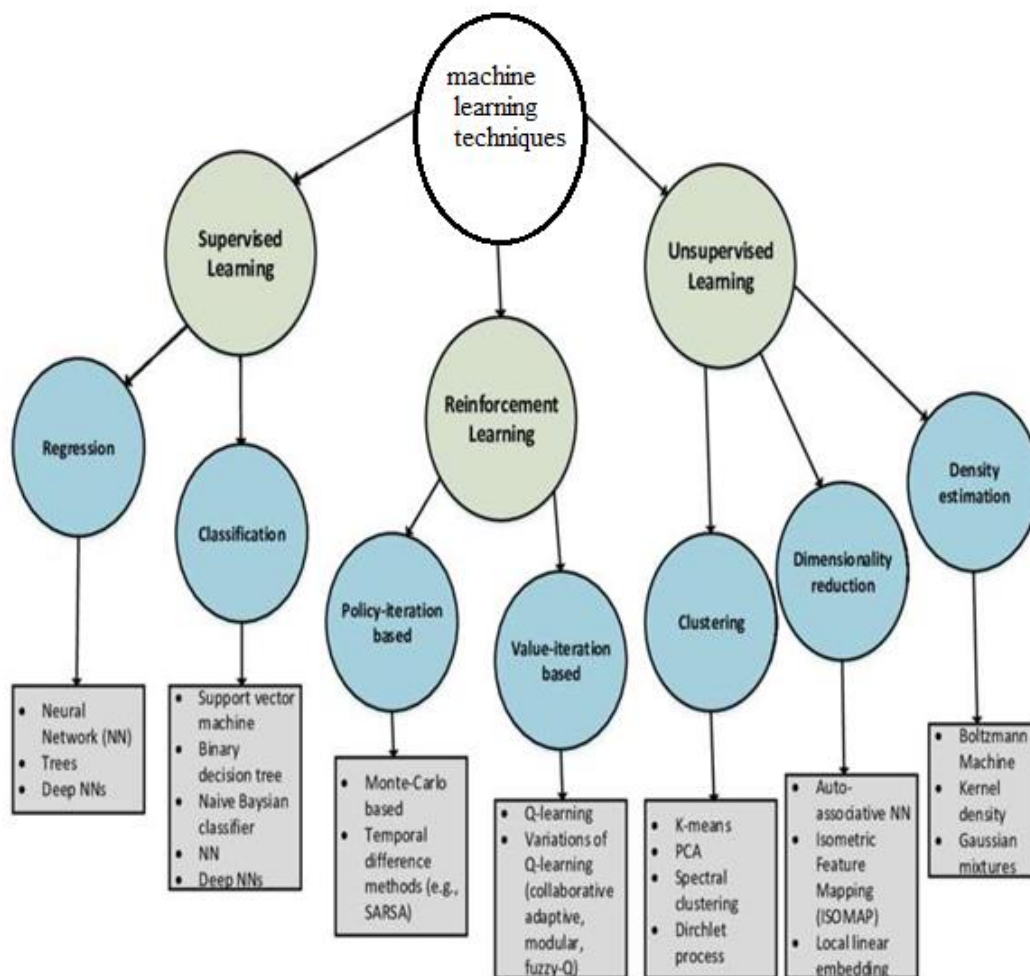 machine
learning
techniques
Supervised
Learning
Unsupervised
Learning
Reinforcement
Learning
Regression
Classification
Policy-iteration
based
Value-iteration
based
Clustering
Dimensionality
reduction
Density
estimation
• Neural
Network (NN)
• Trees
• Deep NNs
• Support vector
machine
• Binary
decision tree
• Naive Baysian
classifier
• NN
• Deep NNs
• Monte-Carlo
based
• Temporal
difference
methods (e.g.,
SARSA)
• Q-learning
• Variations of
Q-learning
(collaborative
adaptive,
modular,
fuzzy-Q)
• K-means
• PCA
• Spectral
clustering
• Dirchlet
process
• Auto-
associative NN
• Isometric
Feature
Mapping
(ISOMAP)
• Local linear
embedding
• Boltzmann
Machine
• Kernel
density
• Gaussian
mixtures